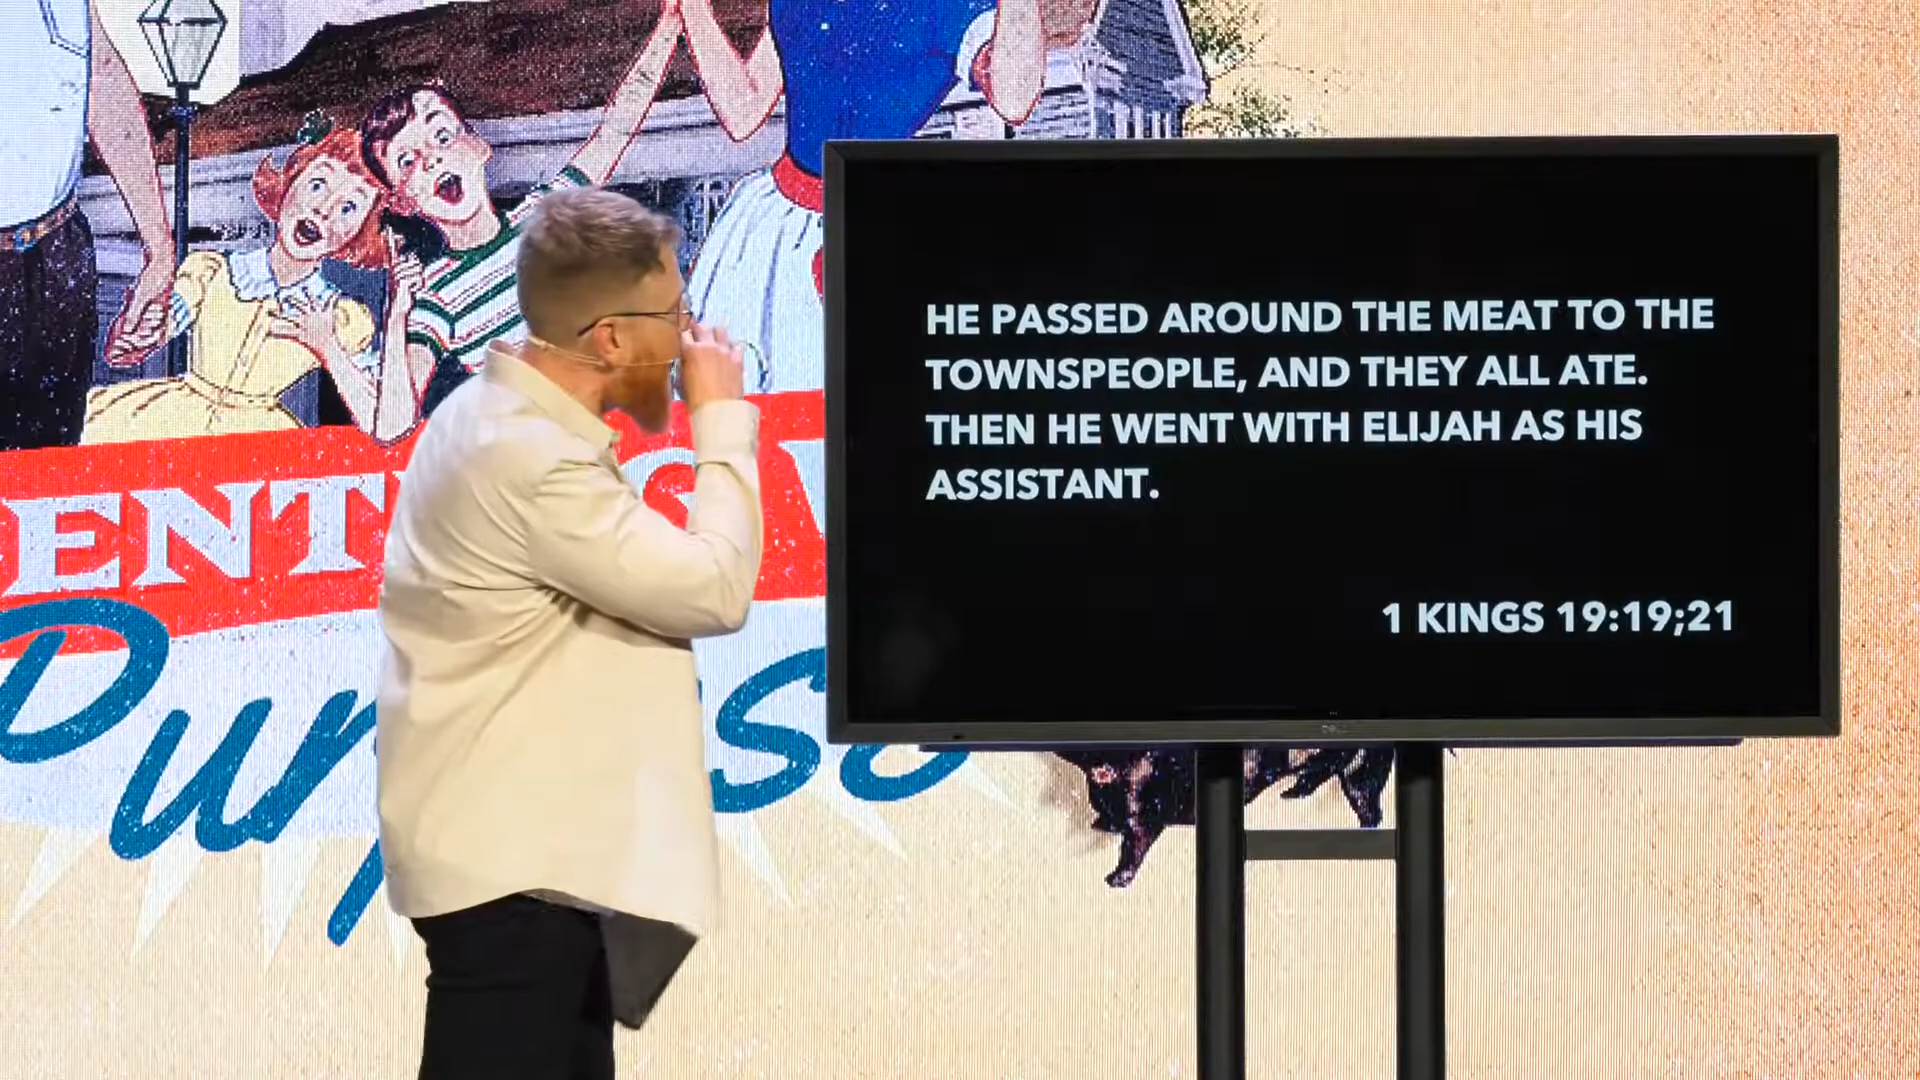 HE PASSED AROUND THE MEAT TO THE
TOWNSPEOPLE, AND THEY ALL ATE.
THEN HE WENT WITH ELIJAH AS HIS
ASSISTANT.
1 KINGS 19:19;21
DELL